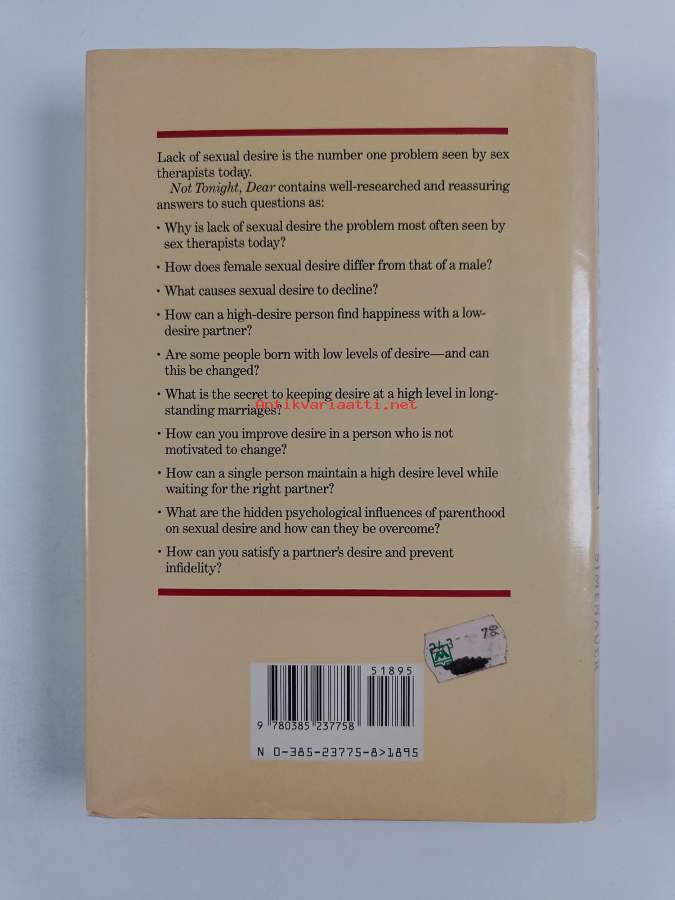 Lack of sexual desire is the number one problem seen by sex
therapists today.
Not Tonight, Dear contains well-researched and reassuring
answers to such questions as:
• Why is lack of sexual desire the problem most often seen by
sex therapists today?
• How does female sexual desire differ from that of a male?
• What causes sexual desire to decline?
• How can a high-desire person find happiness with a low-
desire partner?
• Are some people born with low levels of desire—and can
this be changed?
• What is the secret to keeping desire at a high level in long-
standing marriages?
Antikvariaatti.net
• How can you improve desire in a person who is not
motivated to change?
• How can a single person maintain a high desire level while
waiting for the right partner?
• What are the hidden psychological influences of parenthood
on sexual desire and how can they be overcome?
• How can you satisfy a partner's desire and prevent
infidelity?
SIMENAUER
51895
9 780385 237758
N 0-385-23775-8>1895